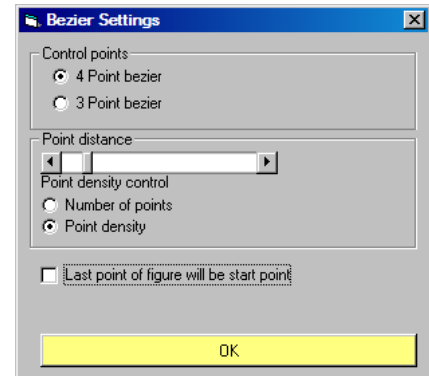 Bezier Settings
Control points
4 Point bezier
3 Point bezier
Point distance
Point density control
Number of points
Point density
Last point of figure will be start point
OK